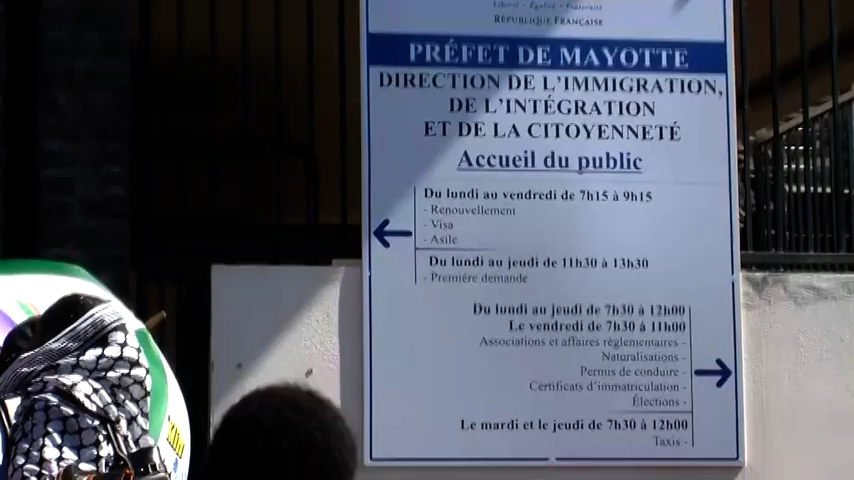 Liberté • Égalité • Fraternité
RÉPUBLIQUE FRANÇAISE
PRÉFET DE MAYOTTE
DIRECTION DE L'IMMIGRATION,
DE L'INTÉGRATION
ET DE LA CITOYENNETÉ
Accueil du public
Du lundi au vendredi de 7h15 à 9h15
- Renouvellement
- Visa
- Asile
Du lundi au jeudi de 11h30 à 13h30
- Première demande
Du lundi au jeudi de 7h30 à 12h00
Le vendredi de 7h30 à 11h00
Associations et affaires réglementaires -
Naturalisations -
Permis de conduire -
Certificats d'immatriculation -
Élections -
Le mardi et le jeudi de 7h30 à 12h00
Taxis -